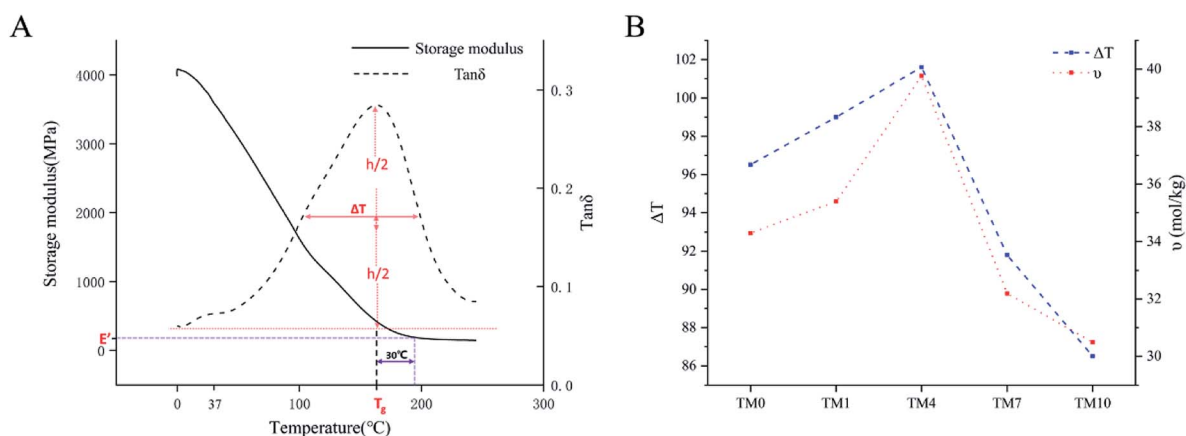 A
Storage modulus
Tanδ
Storage modulus(MPa)
4000
3000
2000
1000
0
E'
h/2
ΔT
h/2
30℃
Tg
0
37
100
200
300
Temperature(℃)
0.3
0.2
0.1
0.0
Tanδ
B
ΔT
υ
ΔT
102
100
98
96
94
92
90
88
86
TM0
TM1
TM4
TM7
TM10
40
38
36
34
32
30
υ (mol/kg)